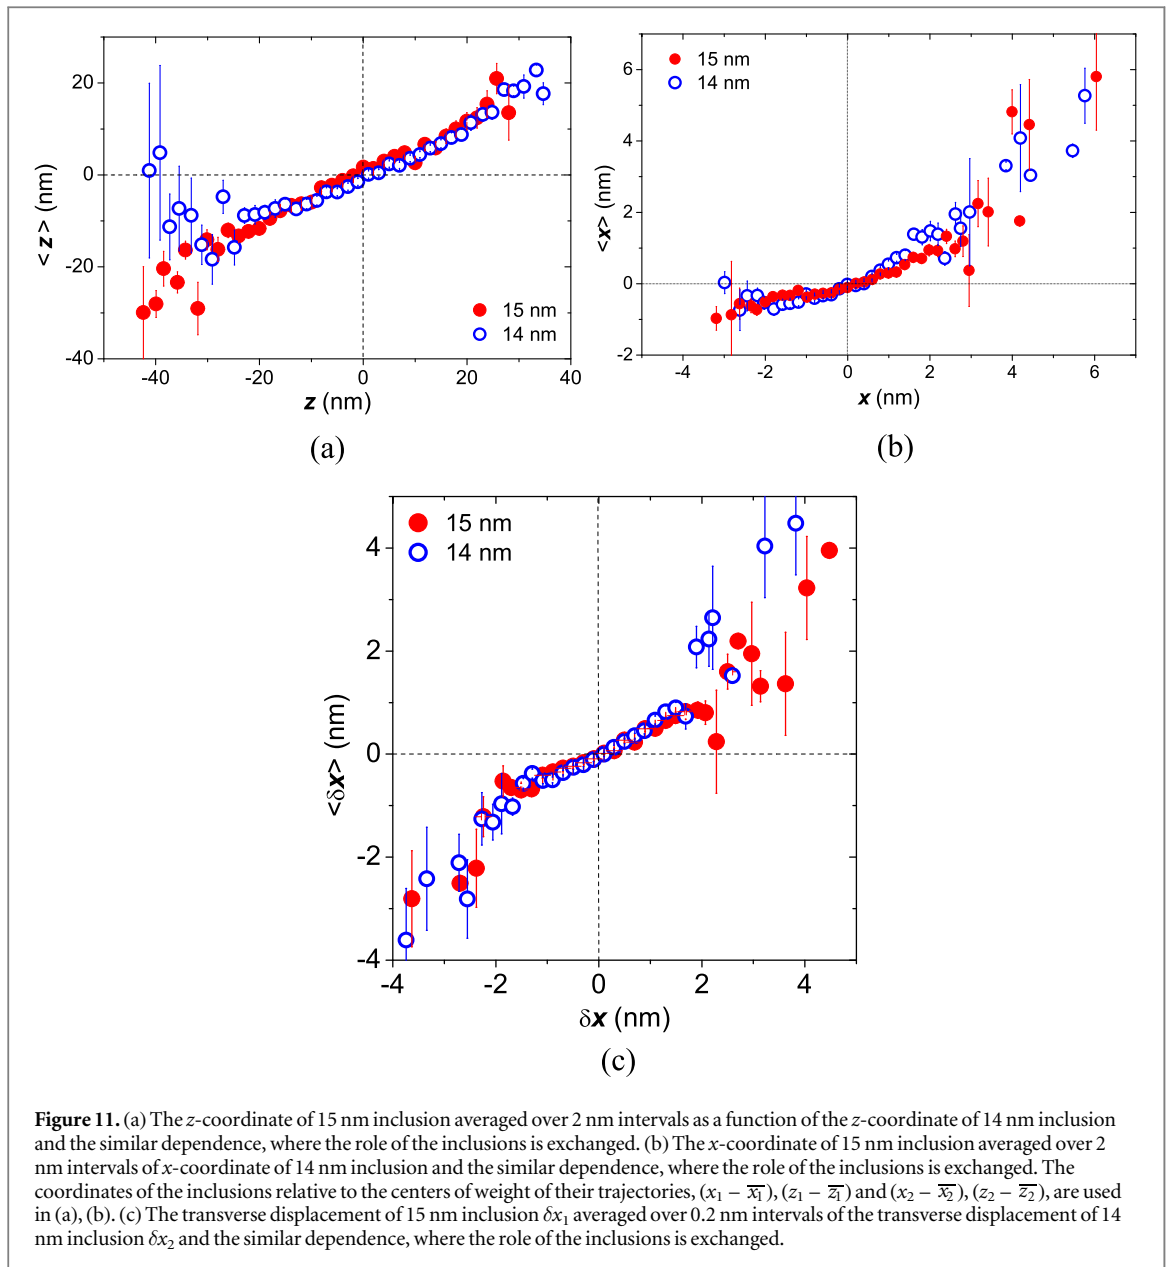 20
0
-20
-40
-40
-20
0
20
40
< z > (nm)
z (nm)
15 nm
14 nm
(a)
6
4
2
0
-2
-4
-2
0
2
4
6
<x> (nm)
x (nm)
15 nm
14 nm
(b)
4
2
0
-2
-4
-4
-2
0
2
4
<δx> (nm)
δx (nm)
15 nm
14 nm
(c)
Figure 11. (a) The z-coordinate of 15 nm inclusion averaged over 2 nm intervals as a function of the z-coordinate of 14 nm inclusion
and the similar dependence, where the role of the inclusions is exchanged. (b) The x-coordinate of 15 nm inclusion averaged over 2
nm intervals of x-coordinate of 14 nm inclusion and the similar dependence, where the role of the inclusions is exchanged. The
coordinates of the inclusions relative to the centers of weight of their trajectories, (x₁ − x̅₁), (z₁ − z̅₁) and (x₂ − x̅₂), (z₂ − z̅₂), are used
in (a), (b). (c) The transverse displacement of 15 nm inclusion δx₁ averaged over 0.2 nm intervals of the transverse displacement of 14
nm inclusion δx₂ and the similar dependence, where the role of the inclusions is exchanged.